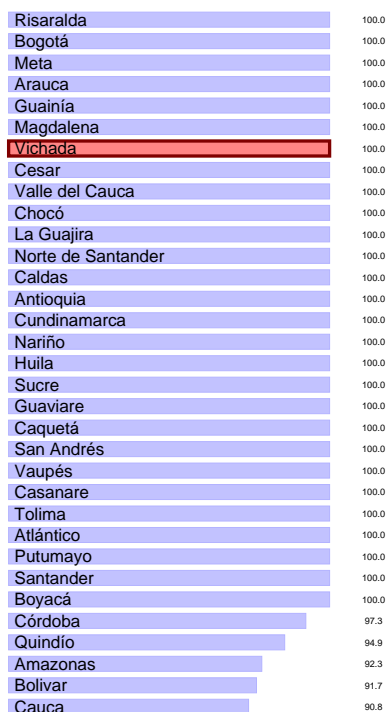 Risaralda 100.0
Bogotá 100.0
Meta 100.0
Arauca 100.0
Guainía 100.0
Magdalena 100.0
Vichada 100.0
Cesar 100.0
Valle del Cauca 100.0
Chocó 100.0
La Guajira 100.0
Norte de Santander 100.0
Caldas 100.0
Antioquia 100.0
Cundinamarca 100.0
Nariño 100.0
Huila 100.0
Sucre 100.0
Guaviare 100.0
Caquetá 100.0
San Andrés 100.0
Vaupés 100.0
Casanare 100.0
Tolima 100.0
Atlántico 100.0
Putumayo 100.0
Santander 100.0
Boyacá 100.0
Córdoba 97.3
Quindío 94.9
Amazonas 92.3
Bolivar 91.7
Cauca 90.8